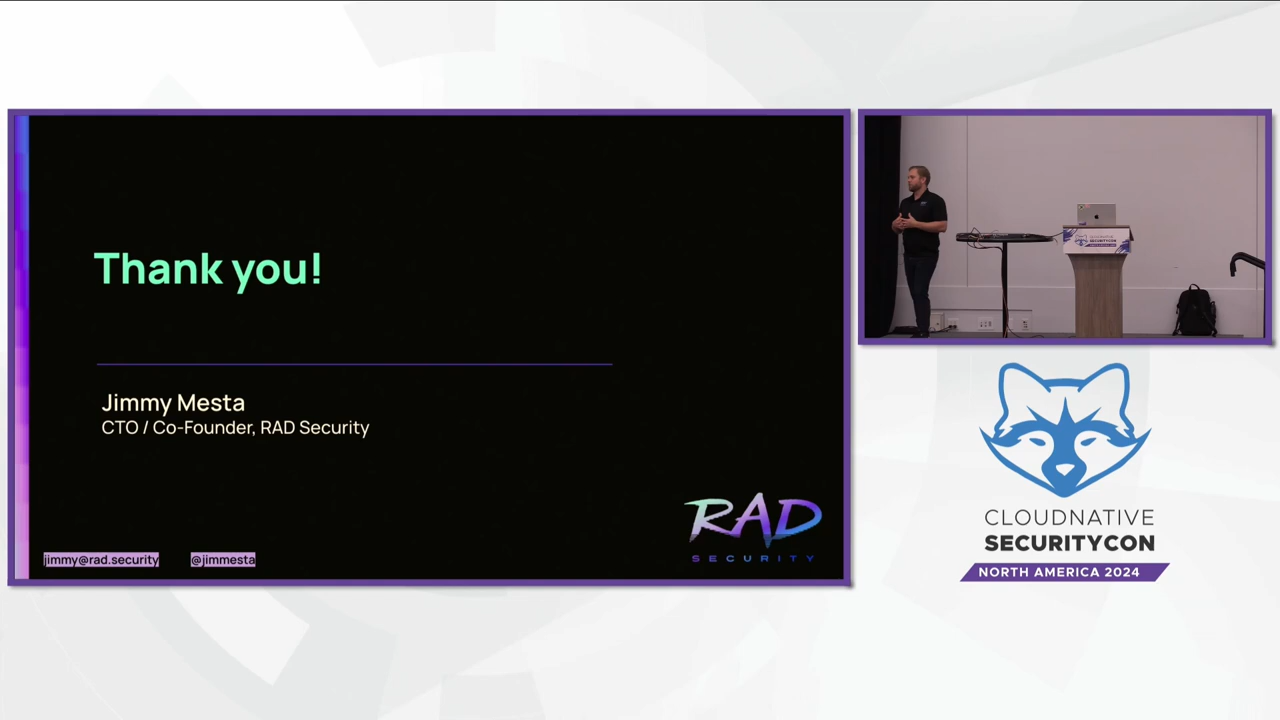 Thank you!
Jimmy Mesta
CTO / Co-Founder, RAD Security
RAD
SECURITY
jimmy@rad.security
@jimmesta
CLOUDNATIVE
SECURITYCON
NORTH AMERICA 2024